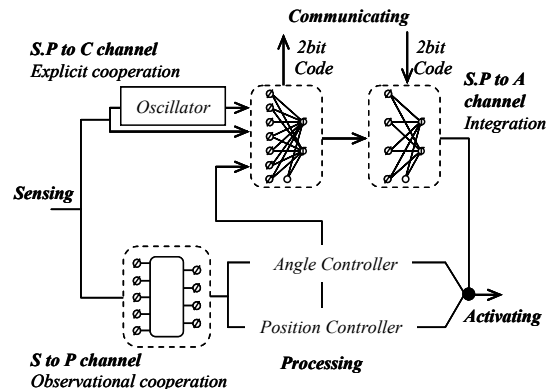 Communicating
S.P to C channel
Explicit cooperation
2bit
Code
2bit
Code
S.P to A
channel
Integration
Oscillator
Sensing
Angle Controller
Position Controller
Activating
S to P channel
Observational cooperation
Processing